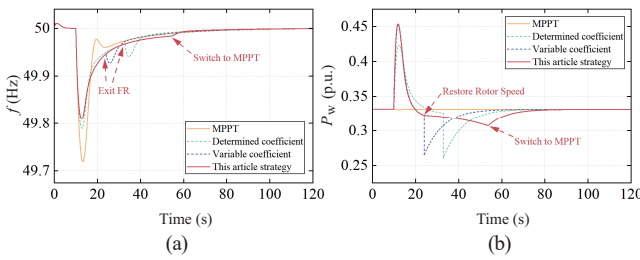 50
49.9
49.8
49.7
f (Hz)
Switch to MPPT
Exit FR
MPPT
Determined coefficient
Variable coefficient
This article strategy
0 20 40 60 80 100 120
Time (s)
(a)
0.45
0.40
0.35
0.30
0.25
P_W (p.u.)
MPPT
Determined coefficient
Variable coefficient
This article strategy
Restore Rotor Speed
Switch to MPPT
0 20 40 60 80 100 120
Time (s)
(b)